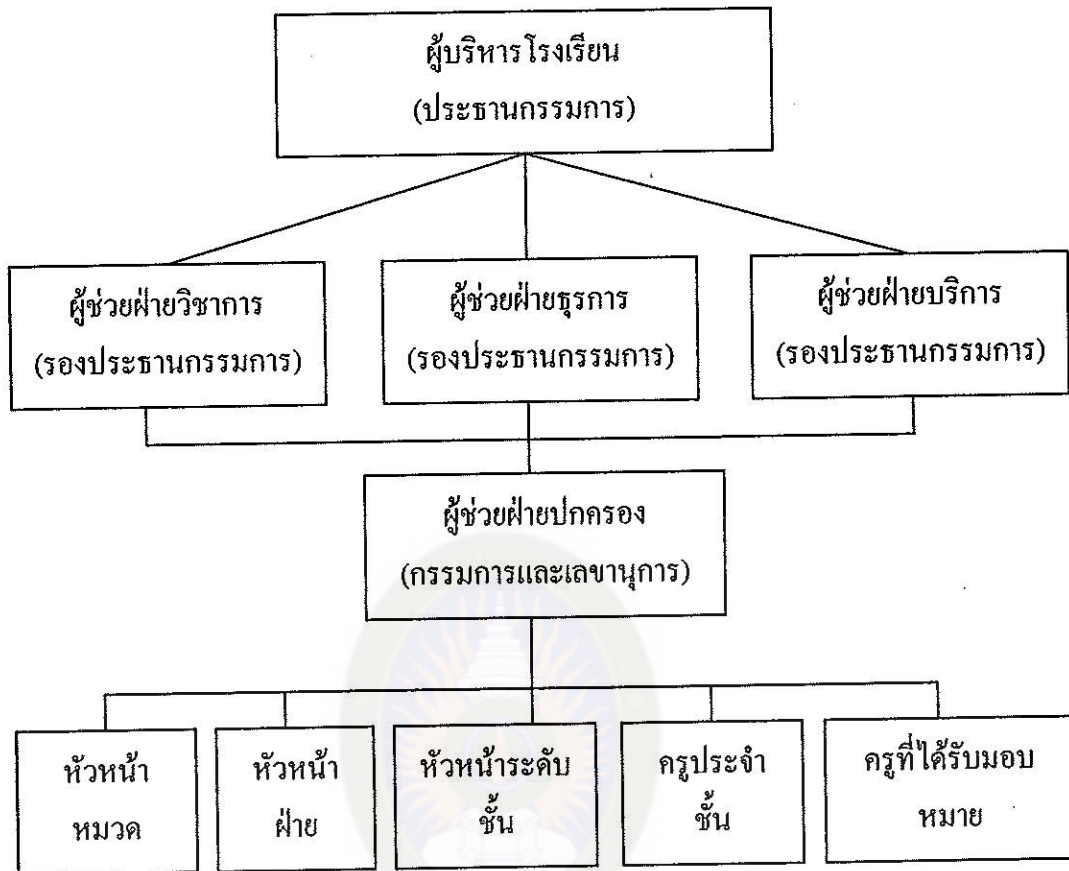 ผู้บริหารโรงเรียน
(ประธานกรรมการ)
ผู้ช่วยฝ่ายวิชาการ
(รองประธานกรรมการ)
ผู้ช่วยฝ่ายธุรการ
(รองประธานกรรมการ)
ผู้ช่วยฝ่ายบริการ
(รองประธานกรรมการ)
ผู้ช่วยฝ่ายปกครอง
(กรรมการและเลขานุการ)
หัวหน้า
หมวด
หัวหน้า
ฝ่าย
หัวหน้าระดับ
ชั้น
ครูประจำ
ชั้น
ครูที่ได้รับมอบ
หมาย